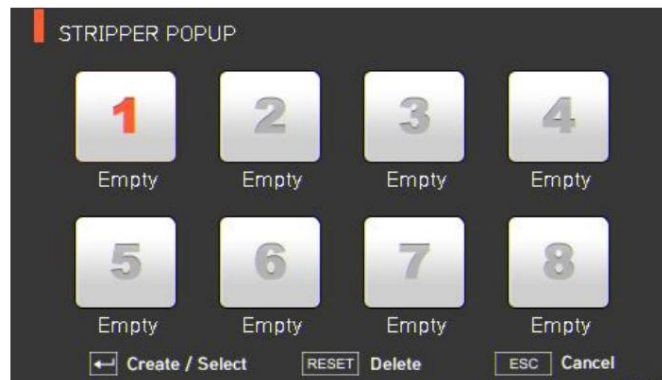 STRIPPER POPUP
1 2 3 4
Empty Empty Empty Empty
5 6 7 8
Empty Empty Empty Empty
Create / Select RESET Delete ESC Cancel